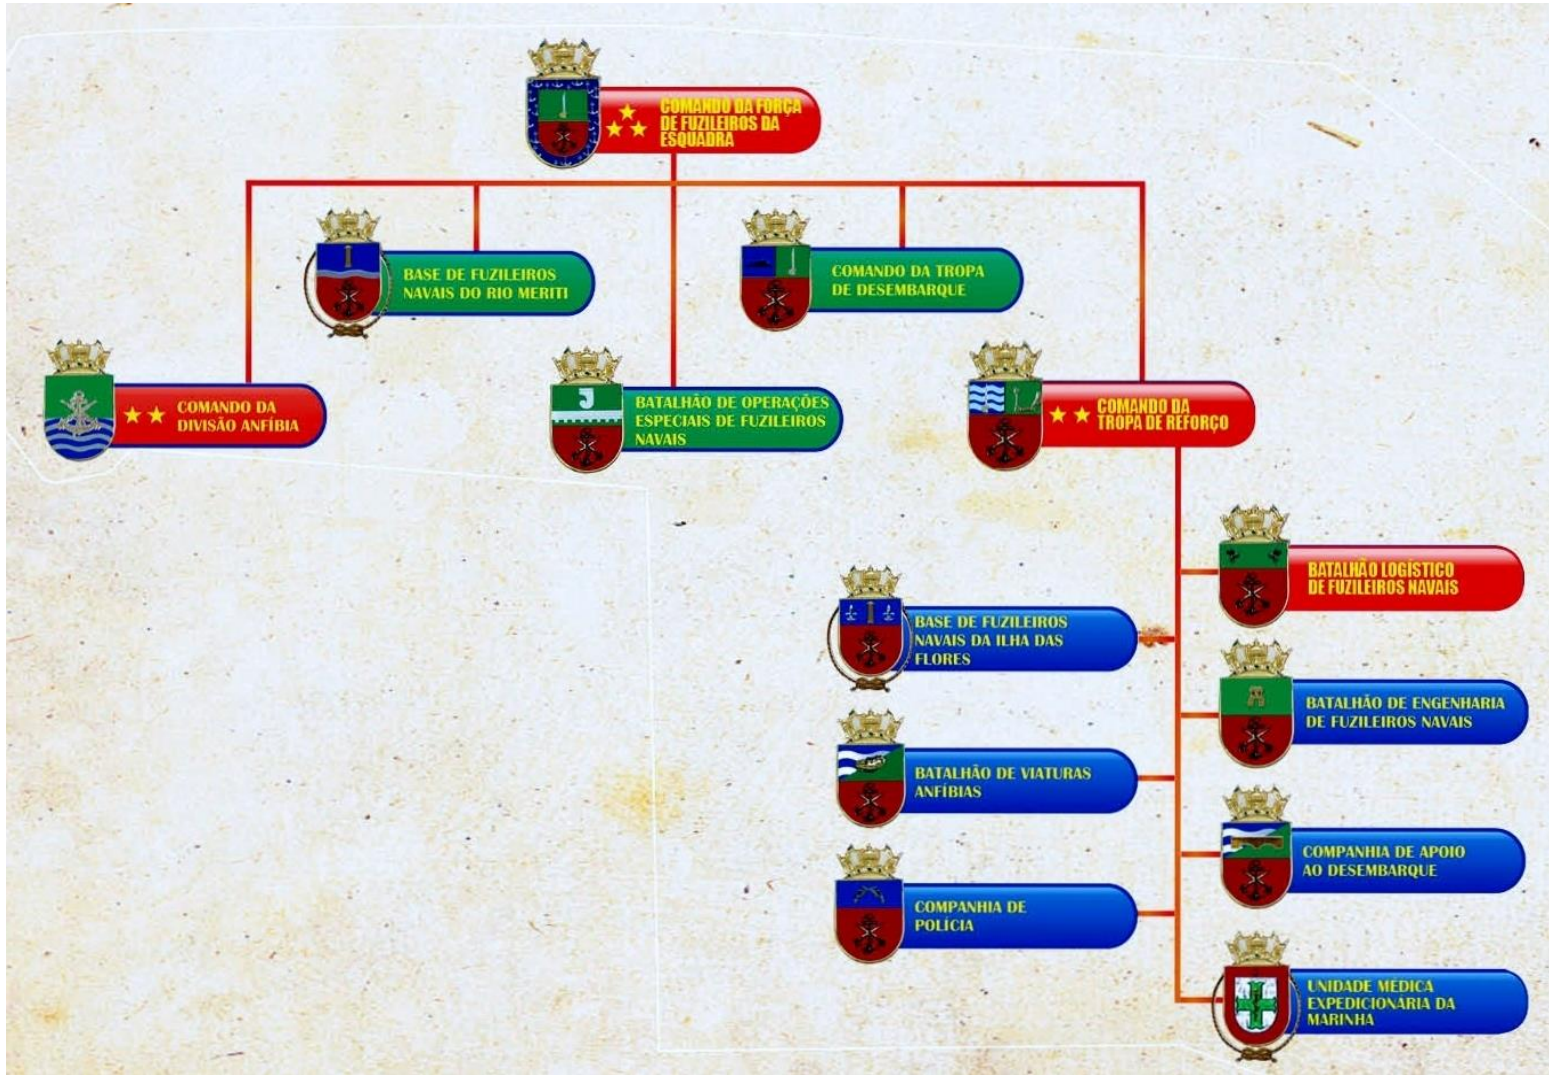 COMANDO DA FORÇA
DE FUZILEIROS DA
ESQUADRA
BASE DE FUZILEIROS
NAVAIS DO RIO MERITI
COMANDO DA TROPA
DE DESEMBARQUE
COMANDO DA
DIVISÃO ANFÍBIA
BATALHÃO DE OPERAÇÕES
ESPECIAIS DE FUZILEIROS
NAVAIS
COMANDO DA
TROPA DE REFORÇO
BATALHÃO LOGÍSTICO
DE FUZILEIROS NAVAIS
BASE DE FUZILEIROS
NAVAIS DA ILHA DAS
FLORES
BATALHÃO DE ENGENHARIA
DE FUZILEIROS NAVAIS
BATALHÃO DE VIATURAS
ANFÍBIAS
COMPANHIA DE APOIO
AO DESEMBARQUE
COMPANHIA DE
POLÍCIA
UNIDADE MÉDICA
EXPEDICIONARIA DA
MARINHA